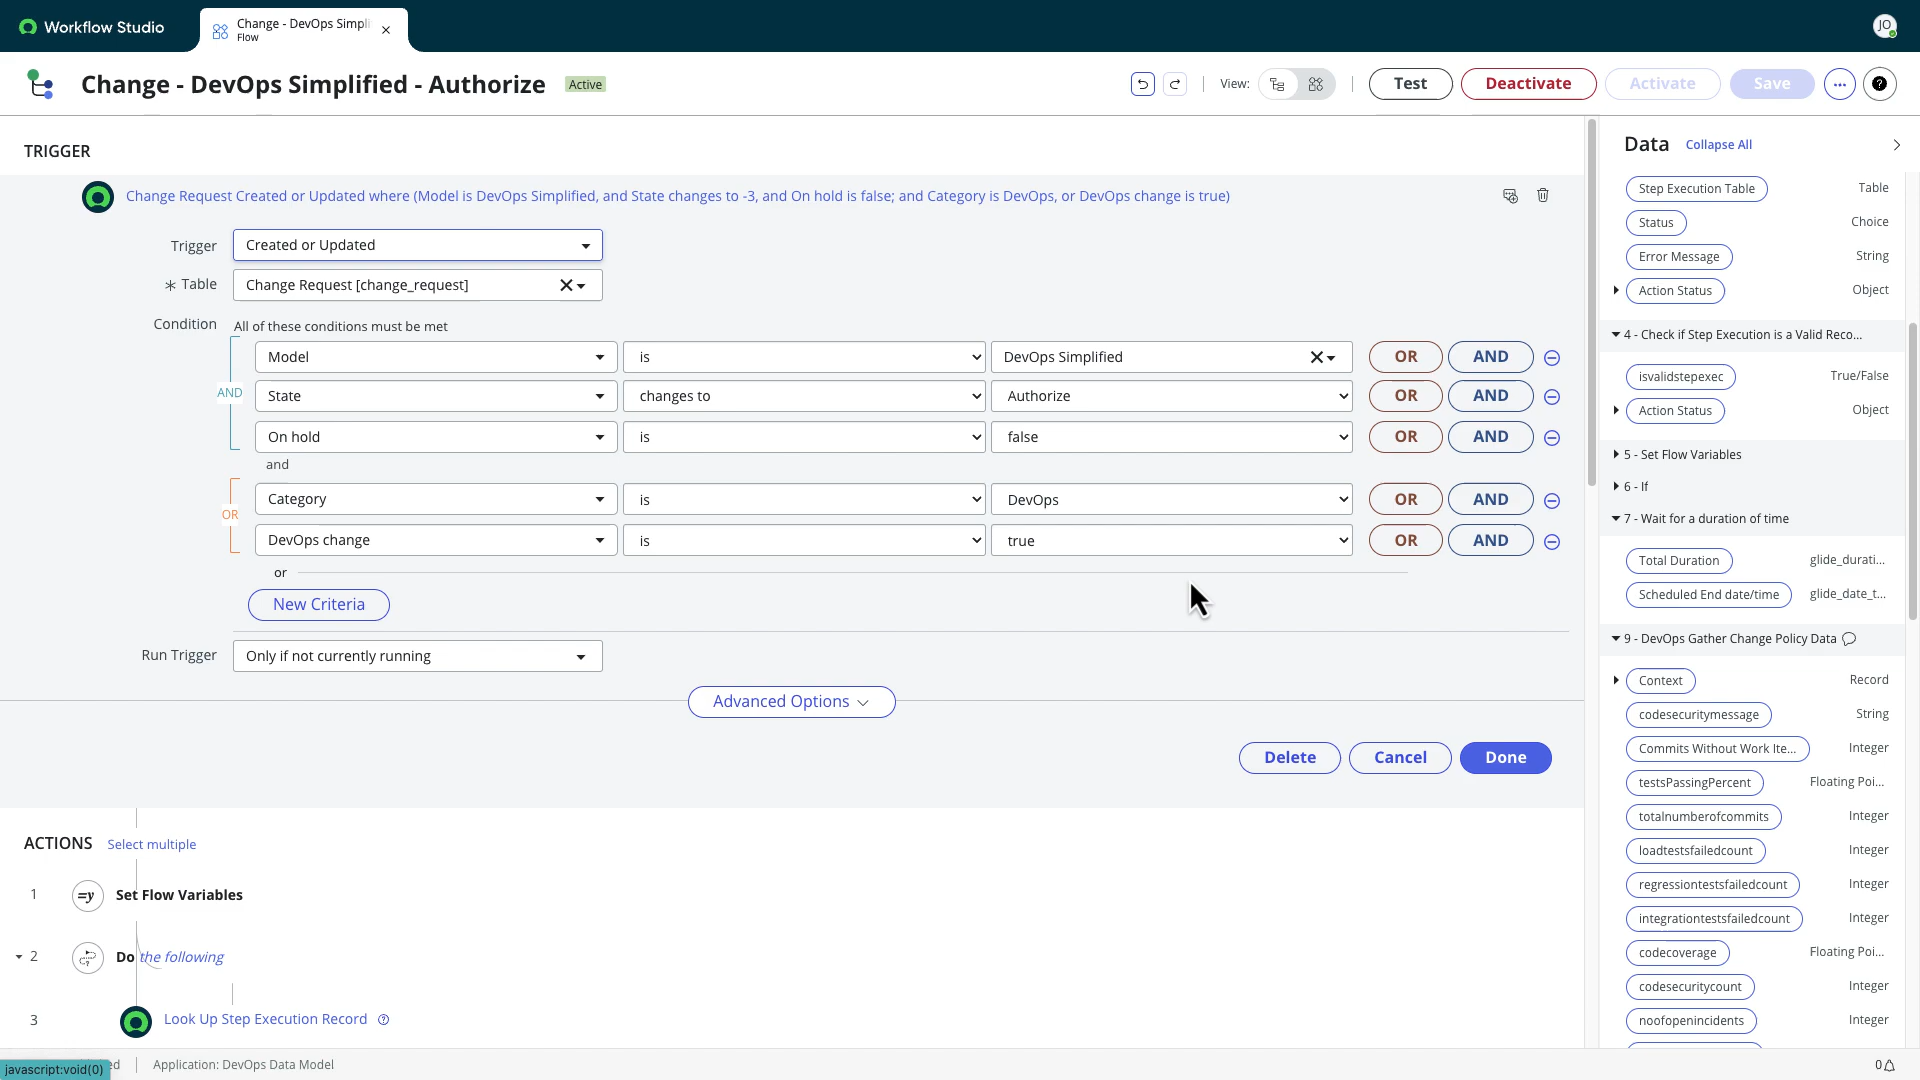 Workflow Studio
Change - DevOps Simpli
Flow
JO
Change - DevOps Simplified - Authorize
Active
View:
Test
Deactivate
Activate
Save
TRIGGER
Change Request Created or Updated where (Model is DevOps Simplified, and State changes to -3, and On hold is false; and Category is DevOps, or DevOps change is true)
Trigger
Created or Updated
Table
Change Request [change_request]
Condition
All of these conditions must be met
Model
is
DevOps Simplified
OR
AND
AND
State
changes to
Authorize
OR
AND
On hold
is
false
OR
AND
and
Category
is
DevOps
OR
AND
OR
DevOps change
is
true
OR
AND
or
New Criteria
Run Trigger
Only if not currently running
Advanced Options
Delete
Cancel
Done
ACTIONS
Select multiple
1
=y
Set Flow Variables
2
Do the following
3
Look Up Step Execution Record
Data
Collapse All
Step Execution Table
Table
Status
Choice
Error Message
String
Action Status
Object
4 - Check if Step Execution is a Valid Reco...
isvalidstepexec
True/False
Action Status
Object
5 - Set Flow Variables
6 - If
7 - Wait for a duration of time
Total Duration
glide_durati...
Scheduled End date/time
glide_date_t...
9 - DevOps Gather Change Policy Data
Context
Record
codesecuritymessage
String
Commits Without Work Ite...
Integer
testsPassingPercent
Floating Poi...
totalnumberofcommits
Integer
loadtestsfailedcount
Integer
regressiontestsfailedcount
Integer
integrationtestsfailedcount
Integer
codecoverage
Floating Poi...
codesecuritycount
Integer
noofopenincidents
Integer
javascript:void(0)
Application: DevOps Data Model
0